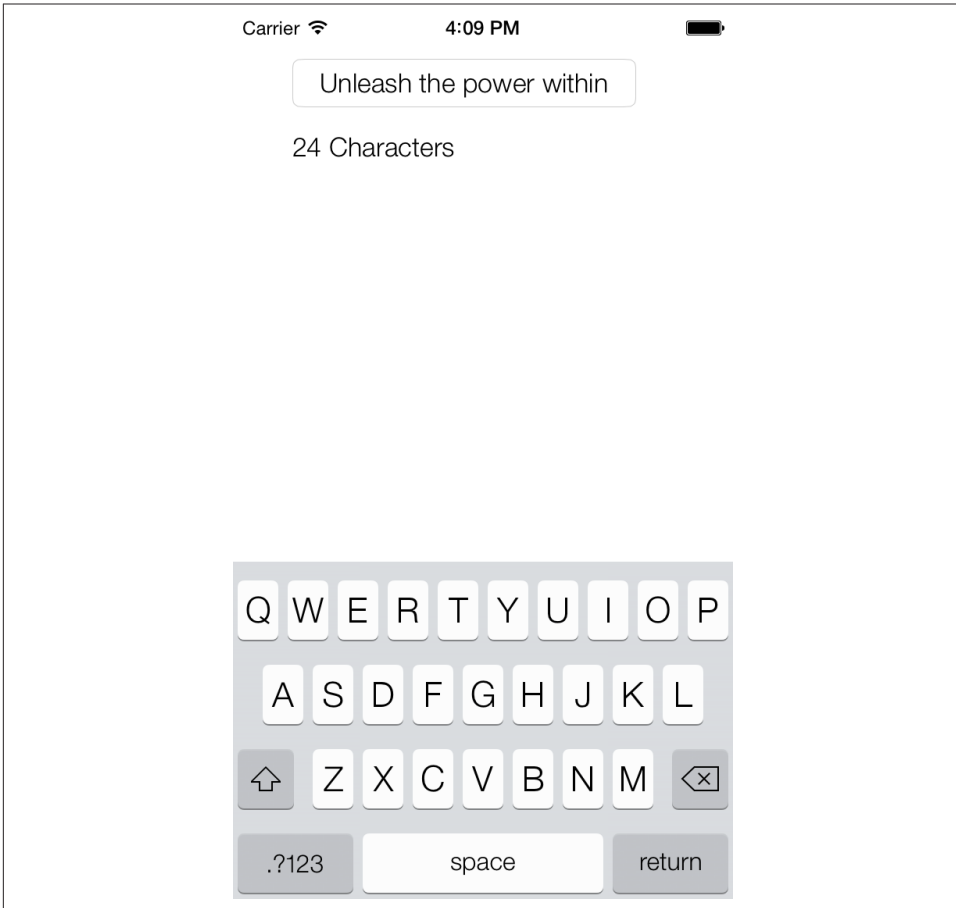 Carrier 4:09 PM
Unleash the power within
24 Characters
Q W E R T Y U I O P
A S D F G H J K L
Z X C V B N M
.?123 space return